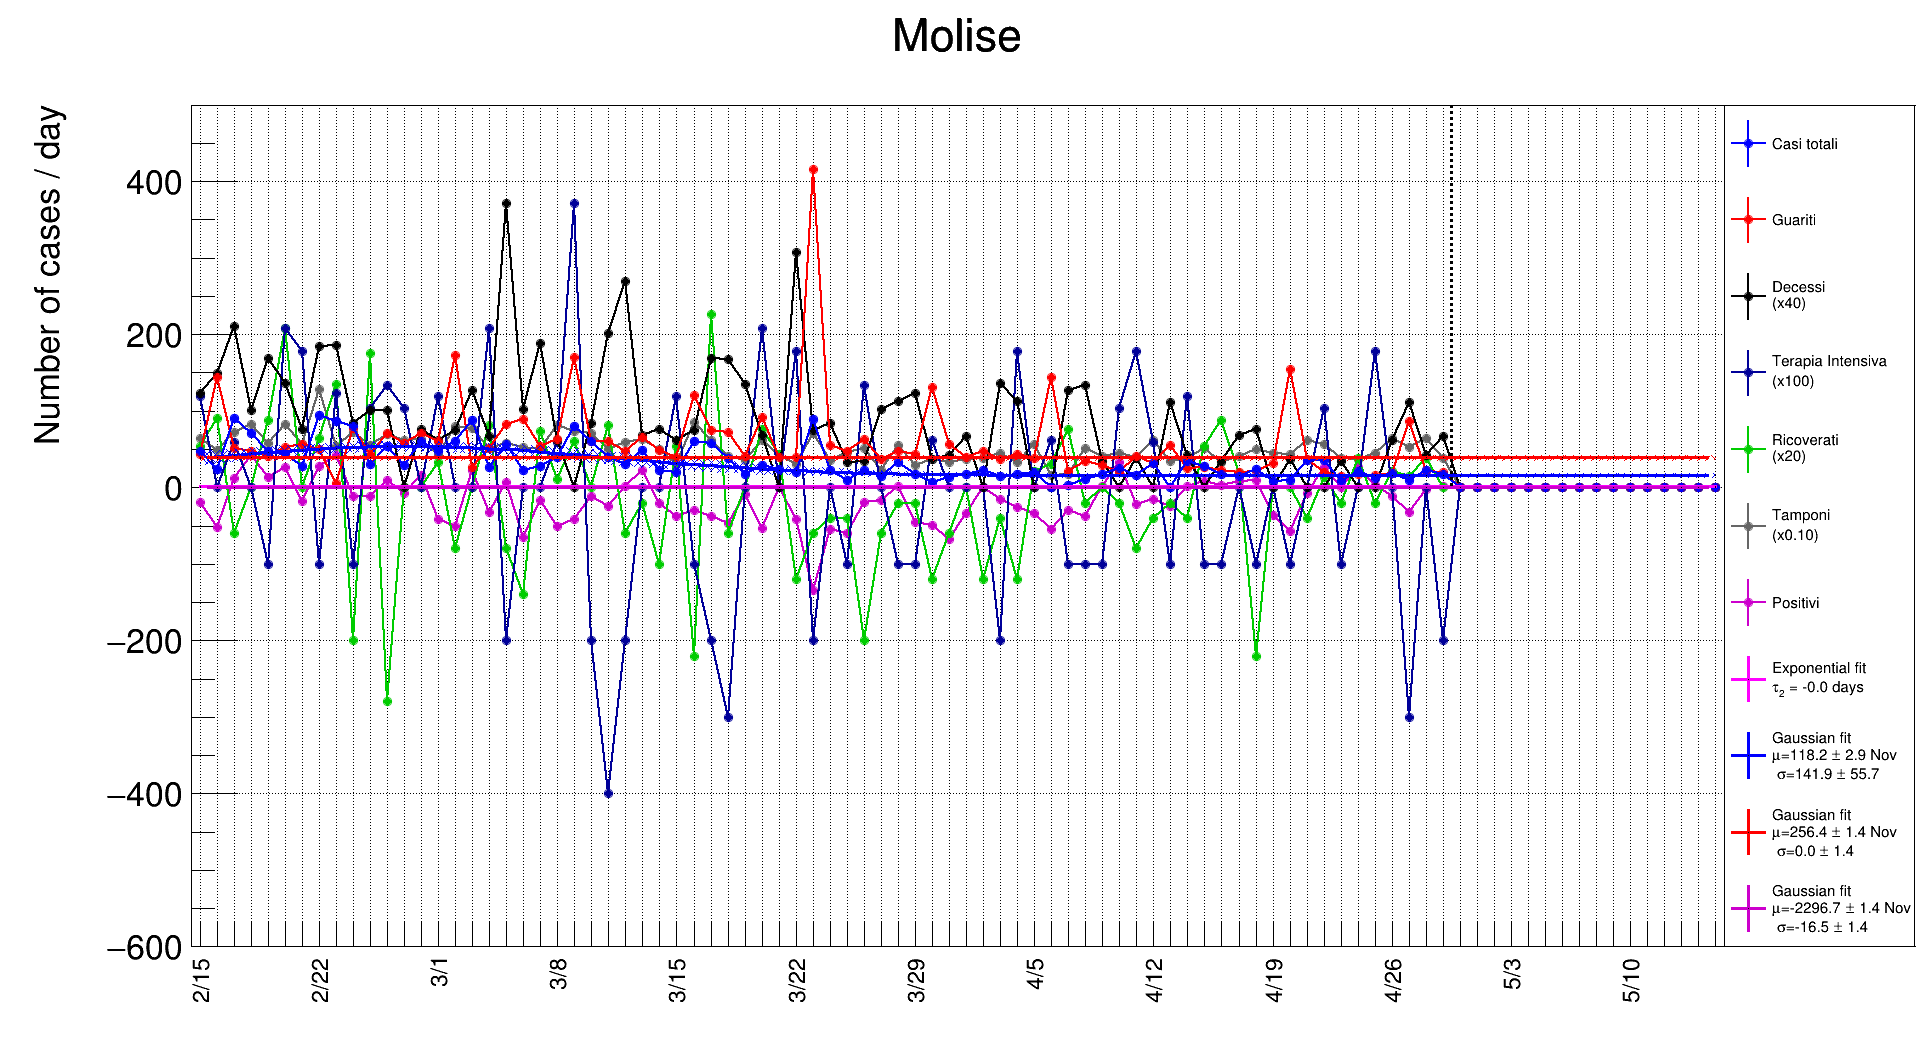 Molise
Number of cases / day
400
200
0
−200
−400
−600
2/15
2/22
3/1
3/8
3/15
3/22
3/29
4/5
4/12
4/19
4/26
5/3
5/10
Casi totali
Guariti
Decessi
(x40)
Terapia Intensiva
(x100)
Ricoverati
(x20)
Tamponi
(x0.10)
Positivi
Exponential fit
τ2 = -0.0 days
Gaussian fit
μ=118.2 ± 2.9 Nov
σ=141.9 ± 55.7
Gaussian fit
μ=256.4 ± 1.4 Nov
σ=0.0 ± 1.4
Gaussian fit
μ=-2296.7 ± 1.4 Nov
σ=-16.5 ± 1.4